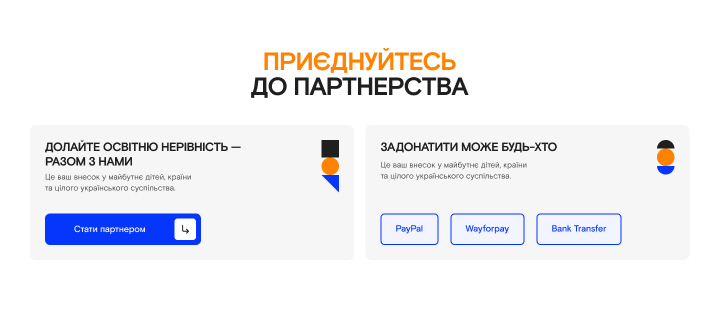 ПРИЄДНУЙТЕСЬ
ДО ПАРТНЕРСТВА
ДОЛАЙТЕ ОСВІТНЮ НЕРІВНІСТЬ —
РАЗОМ З НАМИ
Це ваш внесок у майбутнє дітей, країни
та цілого українського суспільства.
Стати партнером
ЗАДОНАТИТИ МОЖЕ БУДЬ-ХТО
Це ваш внесок у майбутнє дітей, країни
та цілого українського суспільства.
PayPal
Wayforpay
Bank Transfer